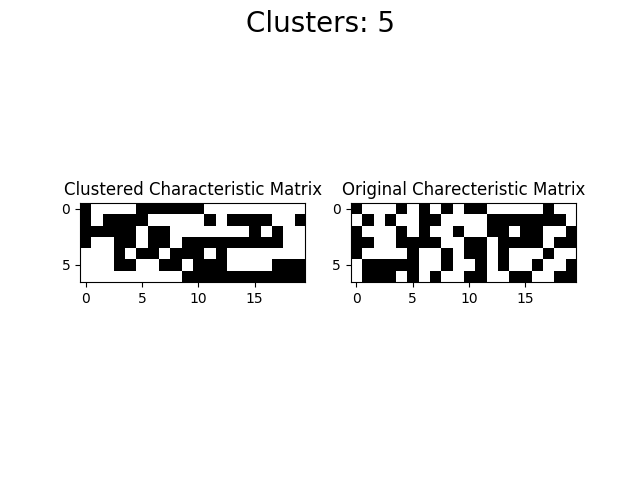 Clusters: 5
Clustered Characteristic Matrix
Original Charecteristic Matrix
0
5
0 5 10 15
0
5
0 5 10 15